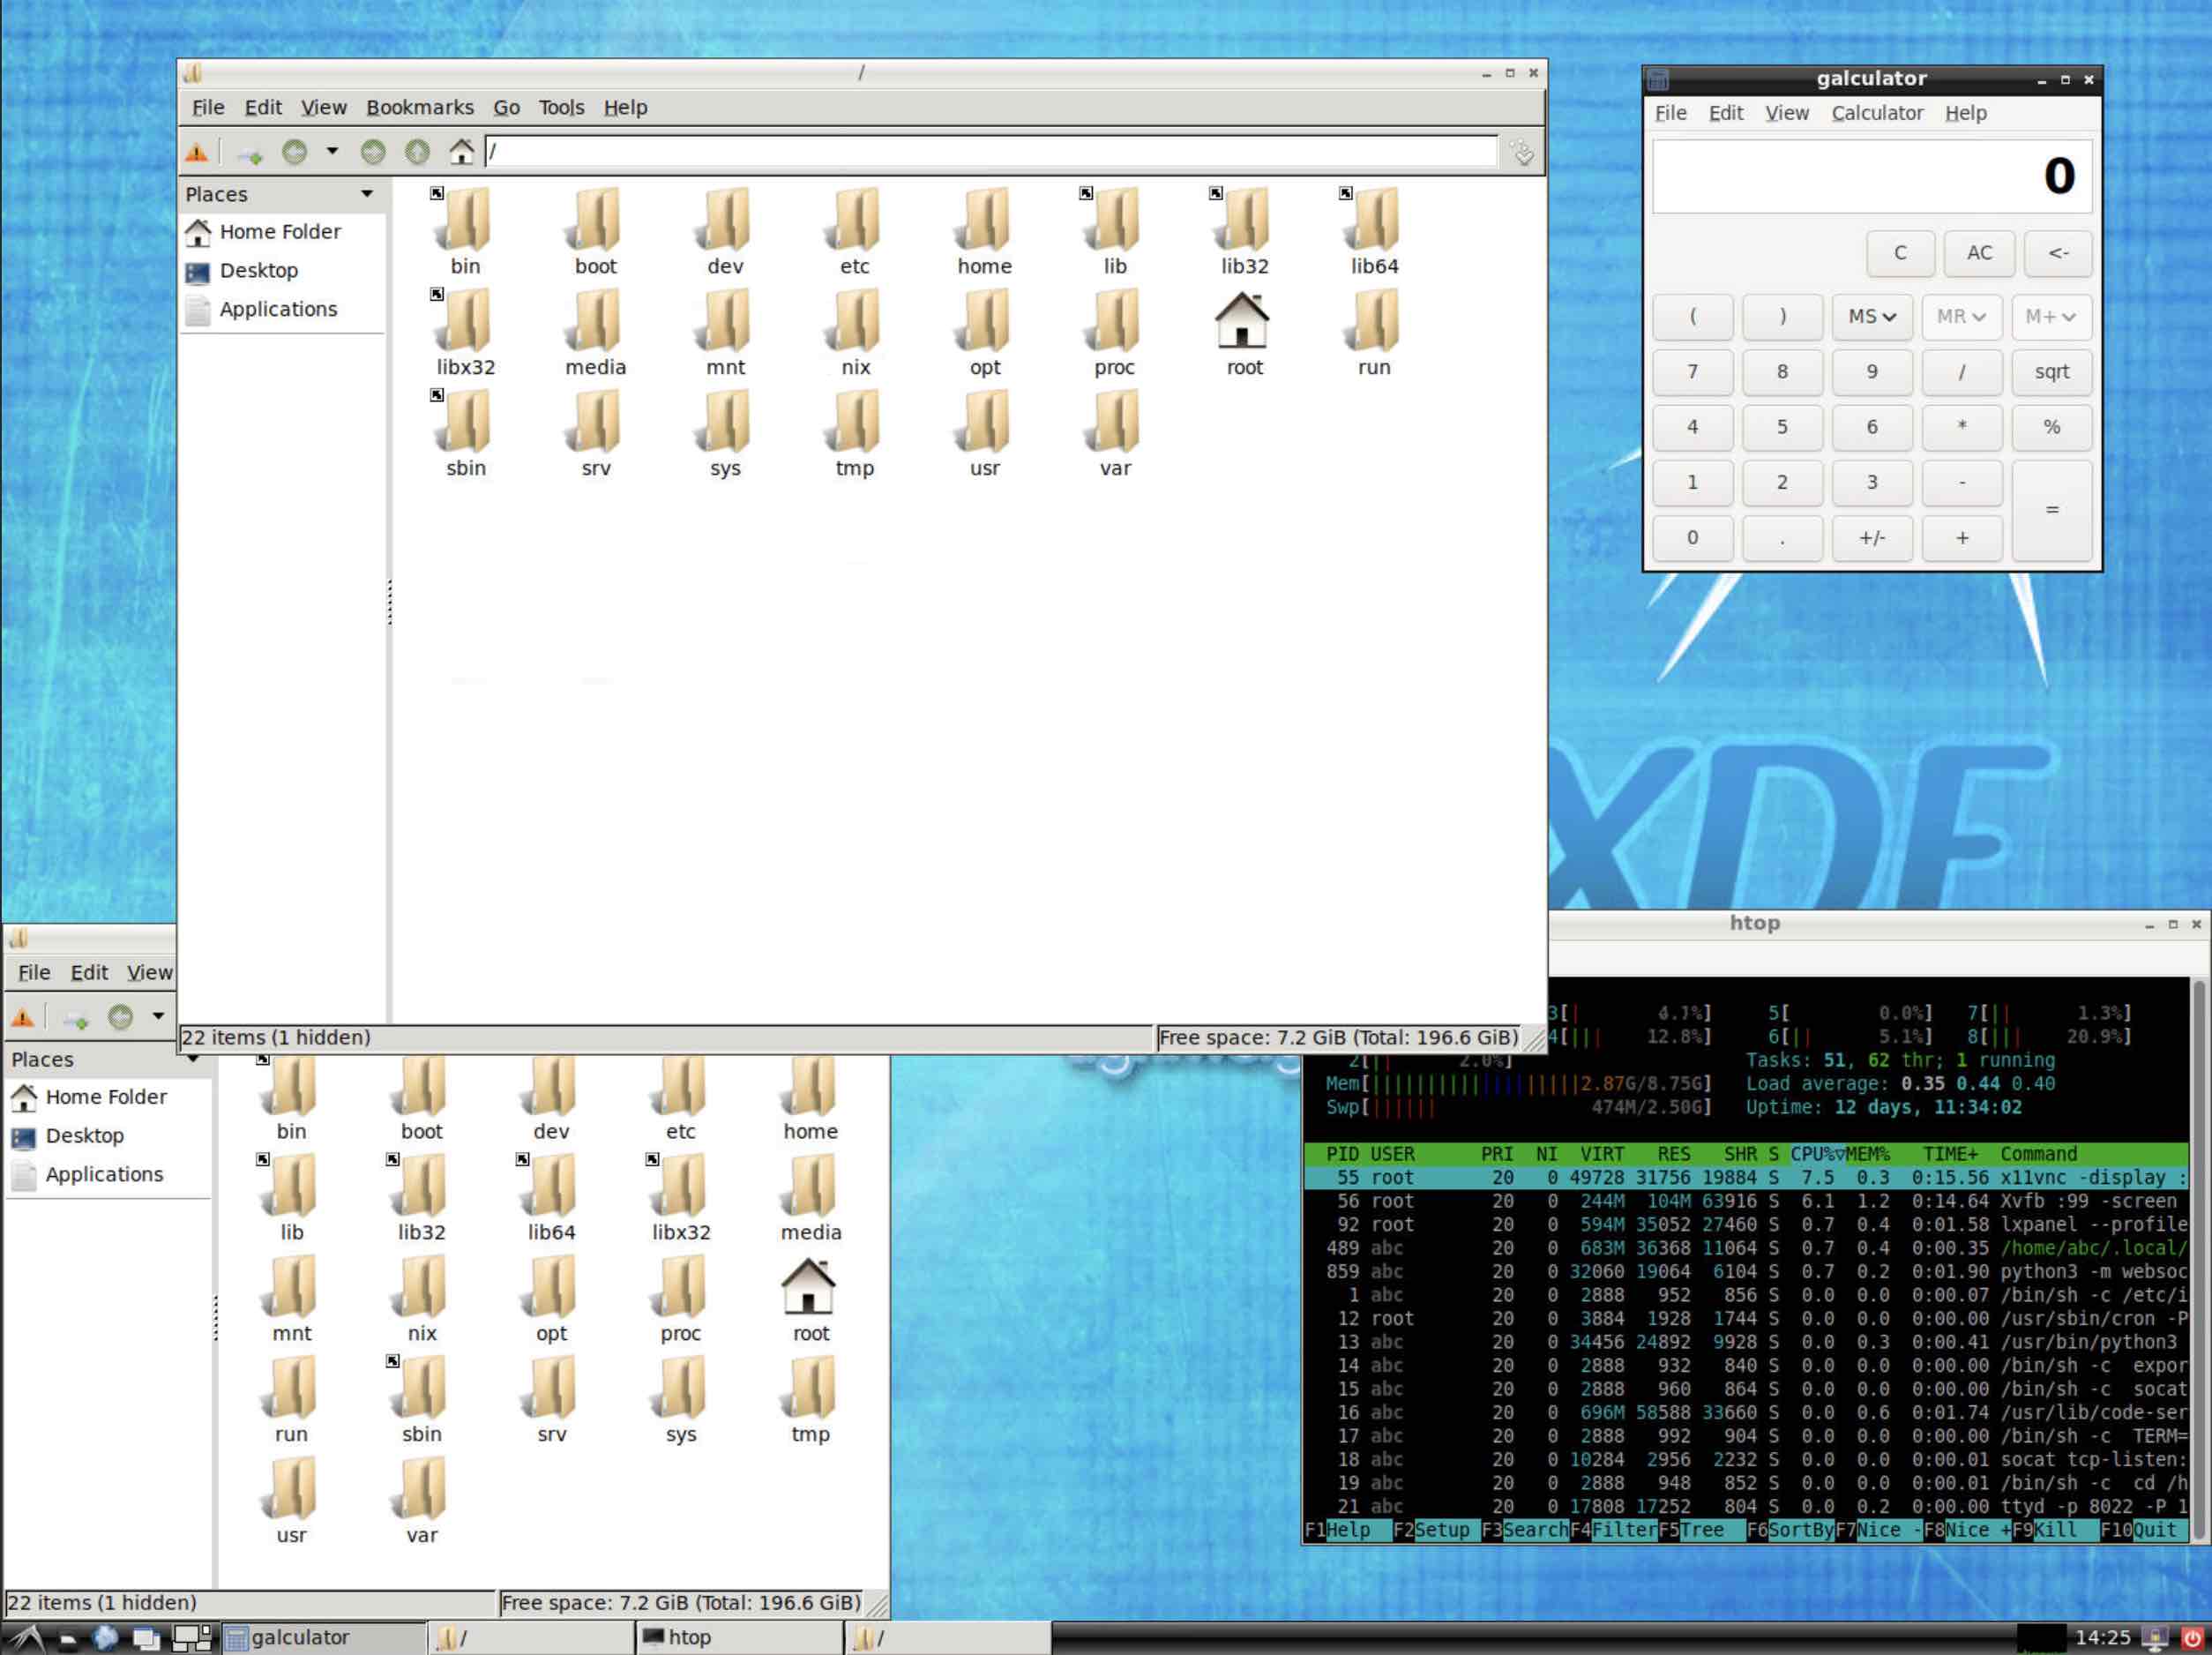 /
File Edit View Bookmarks Go Tools Help
/
Places
Home Folder
Desktop
Applications
bin boot dev etc home lib lib32 lib64
libx32 media mnt nix opt proc root run
sbin srv sys tmp usr var
22 items (1 hidden) Free space: 7.2 GiB (Total: 196.6 GiB)
galculator
File Edit View Calculator Help
0
C AC <-
( ) MS MR M+
7 8 9 / sqrt
4 5 6 * %
1 2 3 -
=
0 . +/- +
XDE
File Edit View
Places
Home Folder
Desktop
Applications
bin boot dev etc home
lib lib32 lib64 libx32 media
mnt nix opt proc root
run sbin srv sys tmp
usr var
22 items (1 hidden) Free space: 7.2 GiB (Total: 196.6 GiB)
htop
3[| 4.1%] 5[ 0.0%] 7[|| 1.3%]
4[||| 12.8%] 6[|| 5.1%] 8[||| 20.9%]
2[|| 2.0%] Tasks: 51, 62 thr; 1 running
Mem[||||||||||||||||||2.87G/8.75G] Load average: 0.35 0.44 0.40
Swp[|||||| 474M/2.50G] Uptime: 12 days, 11:34:02
PID USER PRI NI VIRT RES SHR S CPU%▽MEM% TIME+ Command
55 root 20 0 49728 31756 19884 S 7.5 0.3 0:15.56 x11vnc -display :
56 root 20 0 244M 104M 63916 S 6.1 1.2 0:14.64 Xvfb :99 -screen
92 root 20 0 594M 35052 27460 S 0.7 0.4 0:01.58 lxpanel --profile
489 abc 20 0 683M 36368 11064 S 0.7 0.4 0:00.35 /home/abc/.local/
859 abc 20 0 32060 19064 6104 S 0.7 0.2 0:01.90 python3 -m websoc
1 abc 20 0 2888 952 856 S 0.0 0.0 0:00.07 /bin/sh -c /etc/i
12 root 20 0 3884 1928 1744 S 0.0 0.0 0:00.00 /usr/sbin/cron -P
13 abc 20 0 34456 24892 9928 S 0.0 0.3 0:00.41 /usr/bin/python3
14 abc 20 0 2888 932 840 S 0.0 0.0 0:00.00 /bin/sh -c expor
15 abc 20 0 2888 960 864 S 0.0 0.0 0:00.00 /bin/sh -c socat
16 abc 20 0 696M 58588 33660 S 0.0 0.6 0:01.74 /usr/lib/code-ser
17 abc 20 0 2888 992 904 S 0.0 0.0 0:00.00 /bin/sh -c TERM=
18 abc 20 0 10284 2956 2232 S 0.0 0.0 0:00.01 socat tcp-listen:
19 abc 20 0 2888 948 852 S 0.0 0.0 0:00.01 /bin/sh -c cd /h
21 abc 20 0 17808 17252 804 S 0.0 0.2 0:00.00 ttyd -p 8022 -P 1
F1Help F2Setup F3SearchF4FilterF5Tree F6SortByF7Nice -F8Nice +F9Kill F10Quit
galculator / htop / 14:25